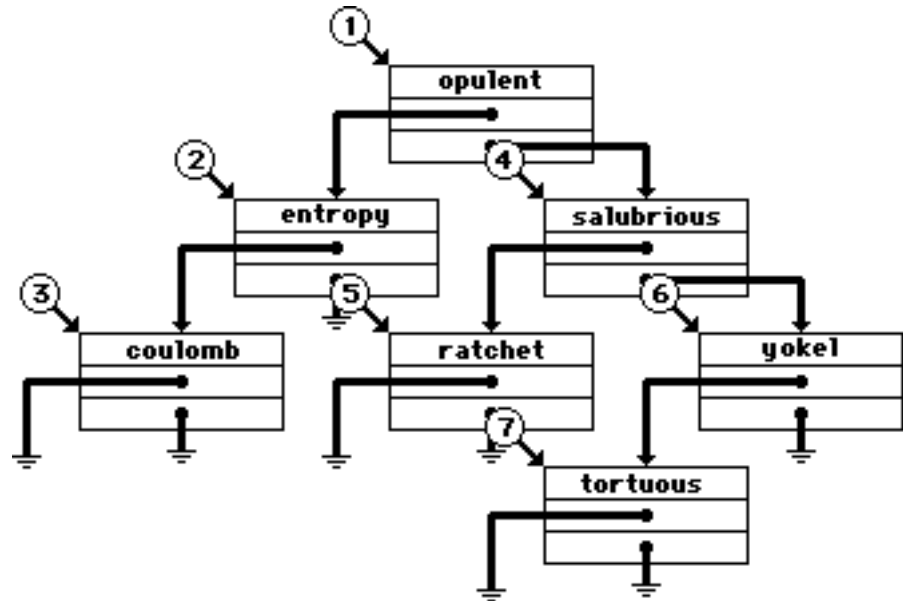 1
opulent
2
4
entropy
salubrious
3
5
6
coulomb
ratchet
yokel
7
tortuous